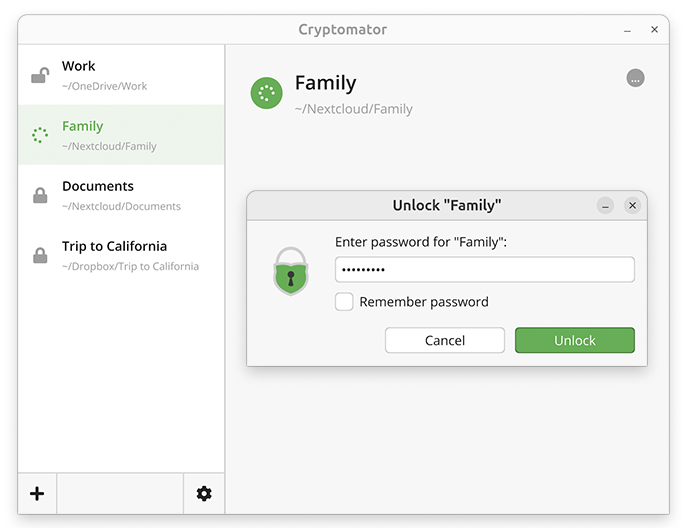 Cryptomator
Work
~/OneDrive/Work
Family
~/Nextcloud/Family
Documents
~/Nextcloud/Documents
Trip to California
~/Dropbox/Trip to California
Family
~/Nextcloud/Family
Unlock "Family"
Enter password for "Family":
•••••••••
Remember password
Cancel
Unlock